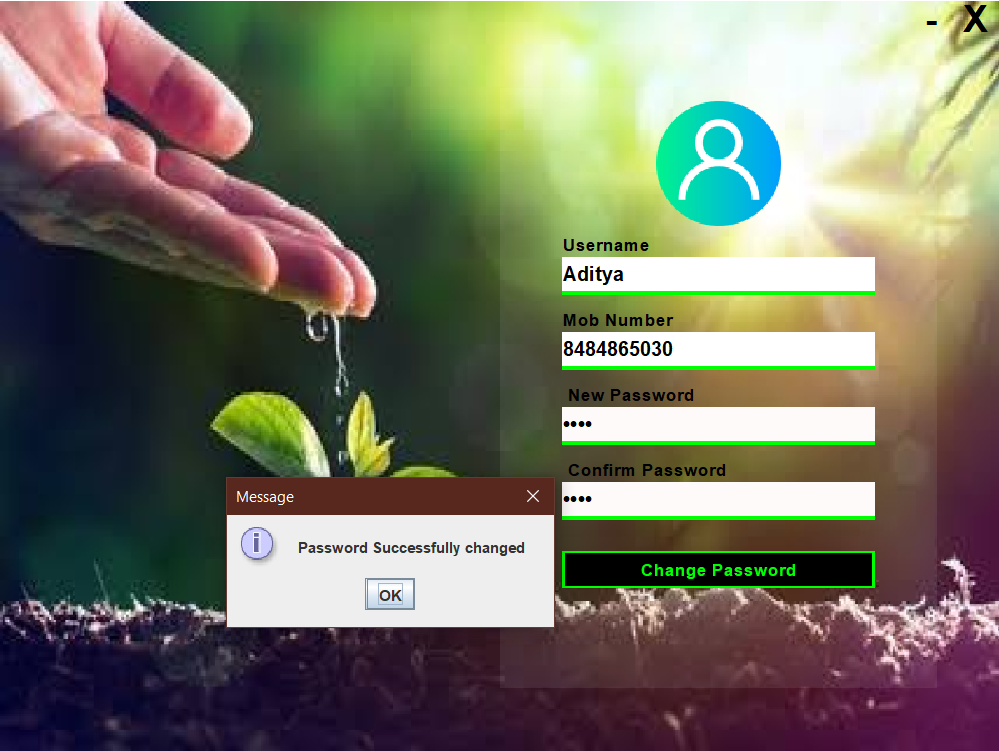 - X
Username
Aditya
Mob Number
8484865030
New Password
••••
Confirm Password
••••
Message
Password Successfully changed
OK
Change Password